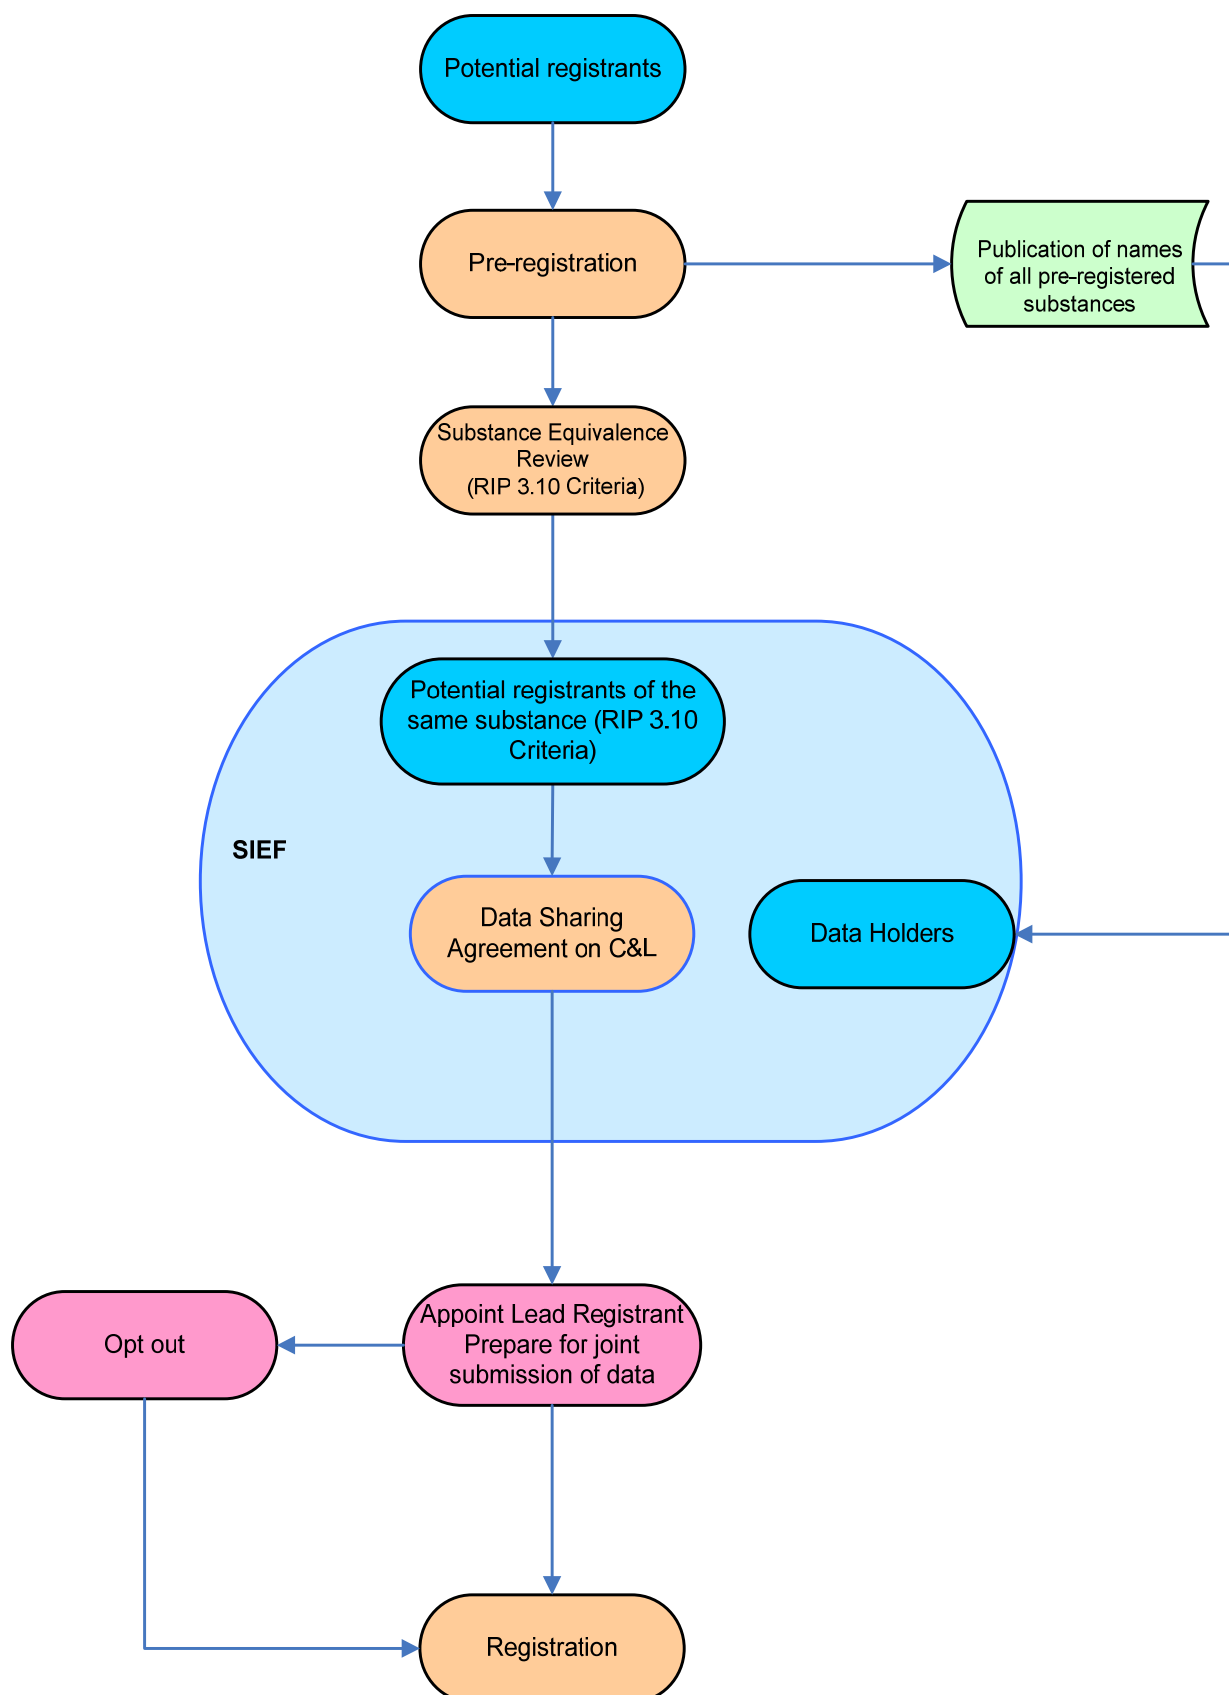 Potential registrants
Pre-registration
Publication of names
of all pre-registered
substances
Substance Equivalence
Review
(RIP 3.10 Criteria)
Potential registrants of the
same substance (RIP 3.10
Criteria)
SIEF
Data Sharing
Agreement on C&L
Data Holders
Appoint Lead Registrant
Prepare for joint
submission of data
Opt out
Registration